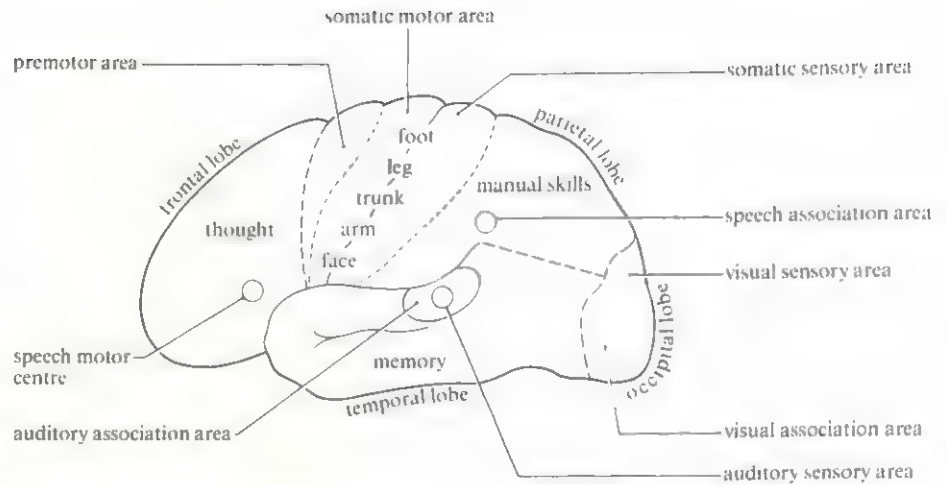 somatic motor area
premotor area
somatic sensory area
frontal lobe
parietal lobe
foot
leg
trunk
arm
face
manual skills
thought
speech association area
visual sensory area
occipital lobe
speech motor
centre
memory
temporal lobe
auditory association area
visual association area
auditory sensory area